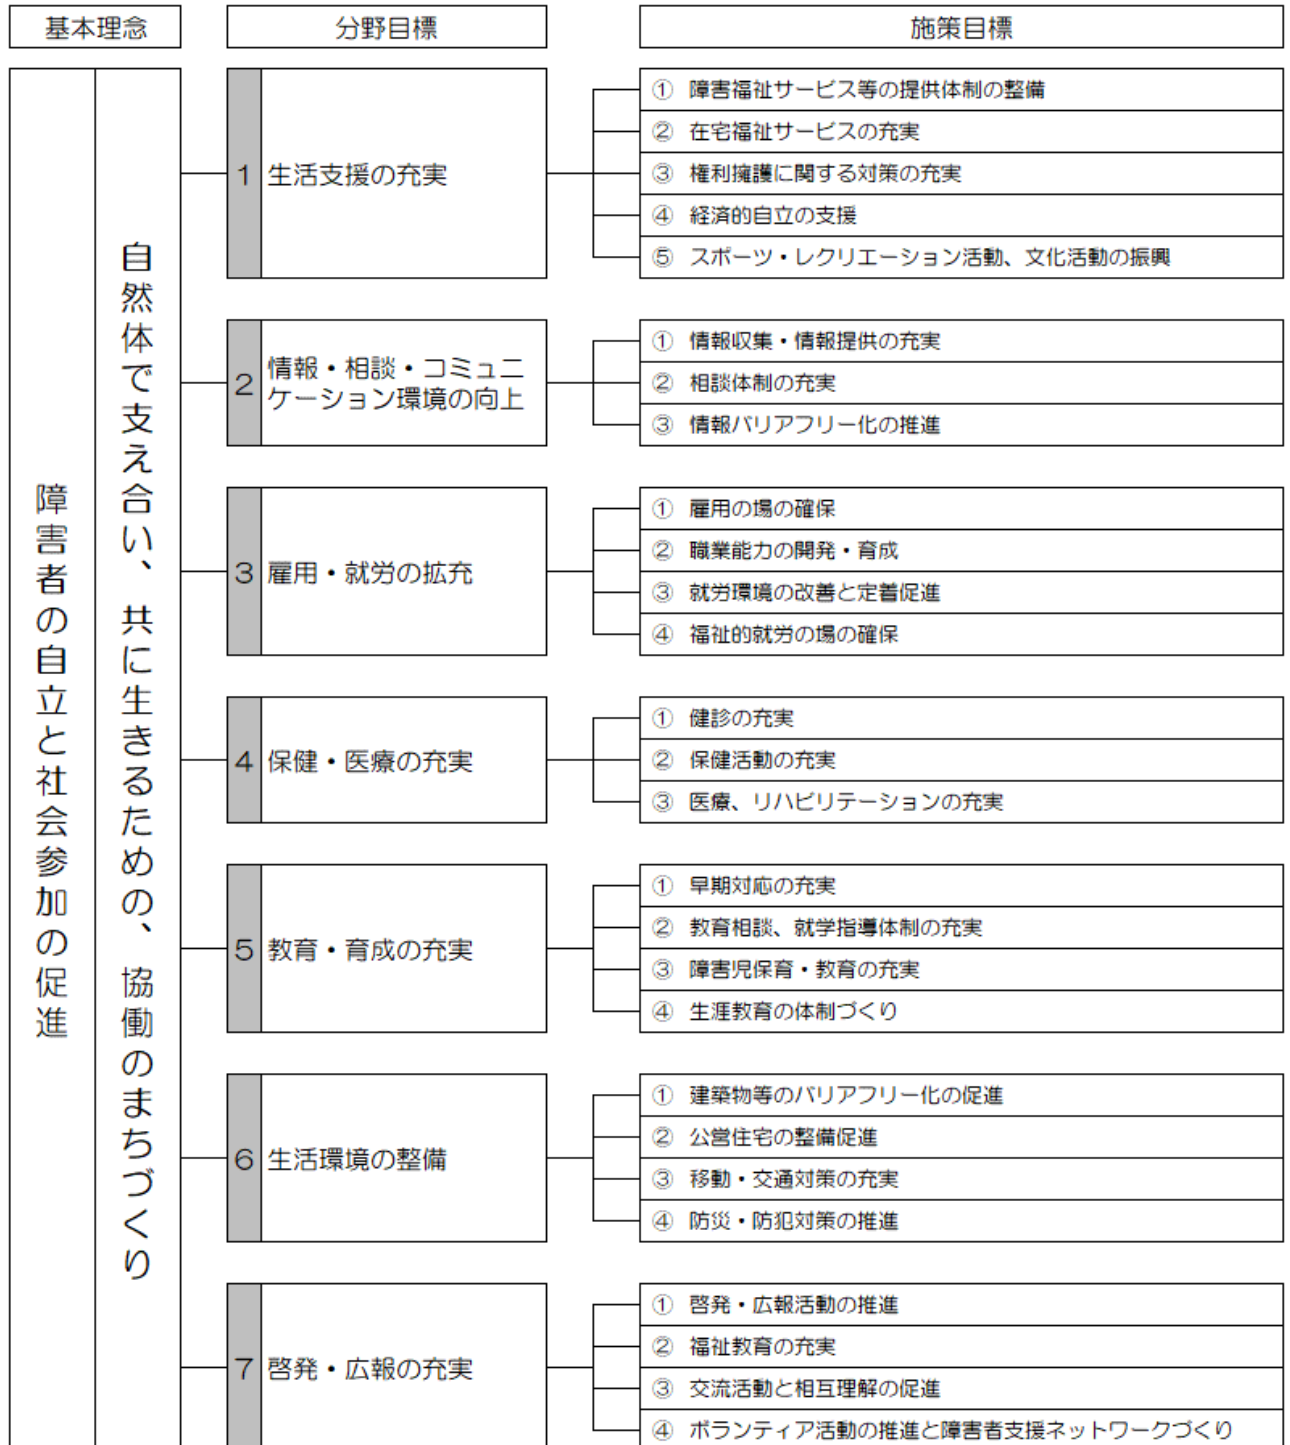 基本理念
分野目標
施策目標
障害者の自立と社会参加の促進
自然体で支え合い、共に生きるための、協働のまちづくり
1 生活支援の充実
① 障害福祉サービス等の提供体制の整備
② 在宅福祉サービスの充実
③ 権利擁護に関する対策の充実
④ 経済的自立の支援
⑤ スポーツ・レクリエーション活動、文化活動の振興
2 情報・相談・コミュニ
ケーション環境の向上
① 情報収集・情報提供の充実
② 相談体制の充実
③ 情報バリアフリー化の推進
3 雇用・就労の拡充
① 雇用の場の確保
② 職業能力の開発・育成
③ 就労環境の改善と定着促進
④ 福祉的就労の場の確保
4 保健・医療の充実
① 健診の充実
② 保健活動の充実
③ 医療、リハビリテーションの充実
5 教育・育成の充実
① 早期対応の充実
② 教育相談、就学指導体制の充実
③ 障害児保育・教育の充実
④ 生涯教育の体制づくり
6 生活環境の整備
① 建築物等のバリアフリー化の促進
② 公営住宅の整備促進
③ 移動・交通対策の充実
④ 防災・防犯対策の推進
7 啓発・広報の充実
① 啓発・広報活動の推進
② 福祉教育の充実
③ 交流活動と相互理解の促進
④ ボランティア活動の推進と障害者支援ネットワークづくり